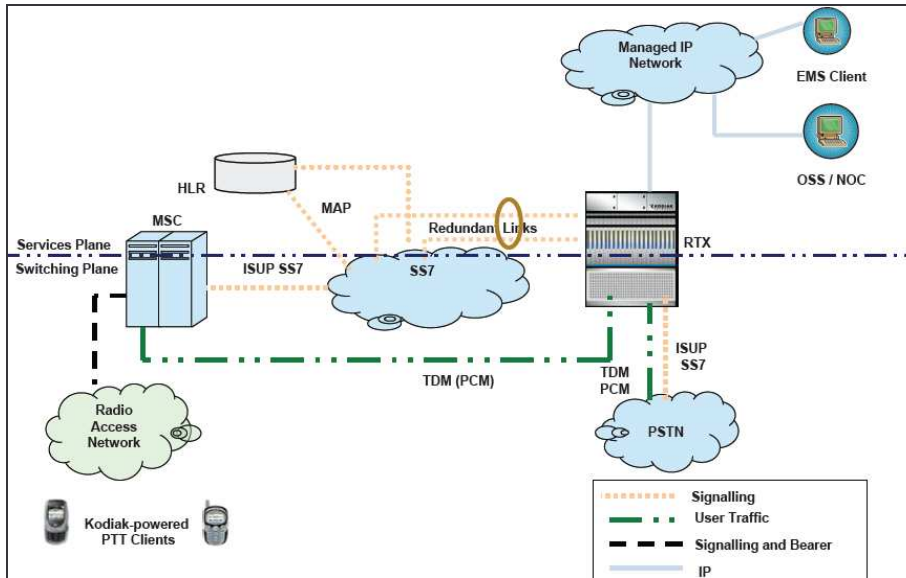 Managed IP
Network
EMS Client
OSS / NOC
HLR
MAP
MSC
Redundant Links
RTX
Services Plane
Switching Plane
ISUP SS7
SS7
TDM (PCM)
TDM
PCM
ISUP
SS7
Radio
Access
Network
PSTN
Kodiak-powered
PTT Clients
Signalling
User Traffic
Signalling and Bearer
IP